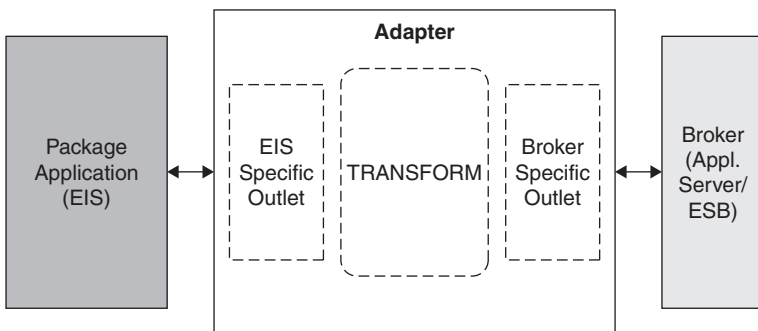 Adapter
Package
Application
(EIS)
EIS
Specific
Outlet
TRANSFORM
Broker
Specific
Outlet
Broker
(Appl.
Server/
ESB)